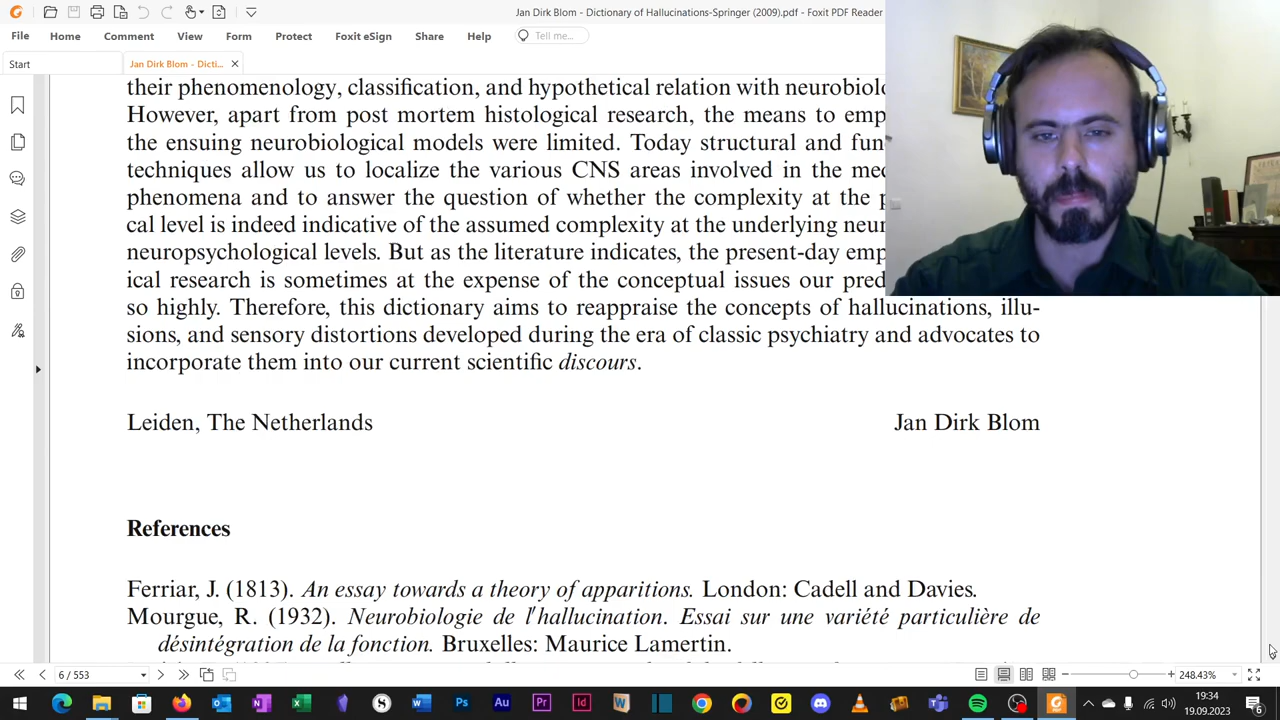 Jan Dirk Blom - Dictionary of Hallucinations-Springer (2009).pdf - Foxit PDF Reader
File Home Comment View Form Protect Foxit eSign Share Help Tell me...
Start Jan Dirk Blom - Dicti...
their phenomenology, classification, and hypothetical relation with neurobiolo
However, apart from post mortem histological research, the means to emp
the ensuing neurobiological models were limited. Today structural and fun
techniques allow us to localize the various CNS areas involved in the med
phenomena and to answer the question of whether the complexity at the p
cal level is indeed indicative of the assumed complexity at the underlying neur
neuropsychological levels. But as the literature indicates, the present-day emp
ical research is sometimes at the expense of the conceptual issues our pred
so highly. Therefore, this dictionary aims to reappraise the concepts of hallucinations, illu-
sions, and sensory distortions developed during the era of classic psychiatry and advocates to
incorporate them into our current scientific discours.
Leiden, The Netherlands Jan Dirk Blom
References
Ferriar, J. (1813). An essay towards a theory of apparitions. London: Cadell and Davies.
Mourgue, R. (1932). Neurobiologie de l'hallucination. Essai sur une variété particulière de
désintégration de la fonction. Bruxelles: Maurice Lamertin.
6 / 553 248.43%
19:34
19.09.2023